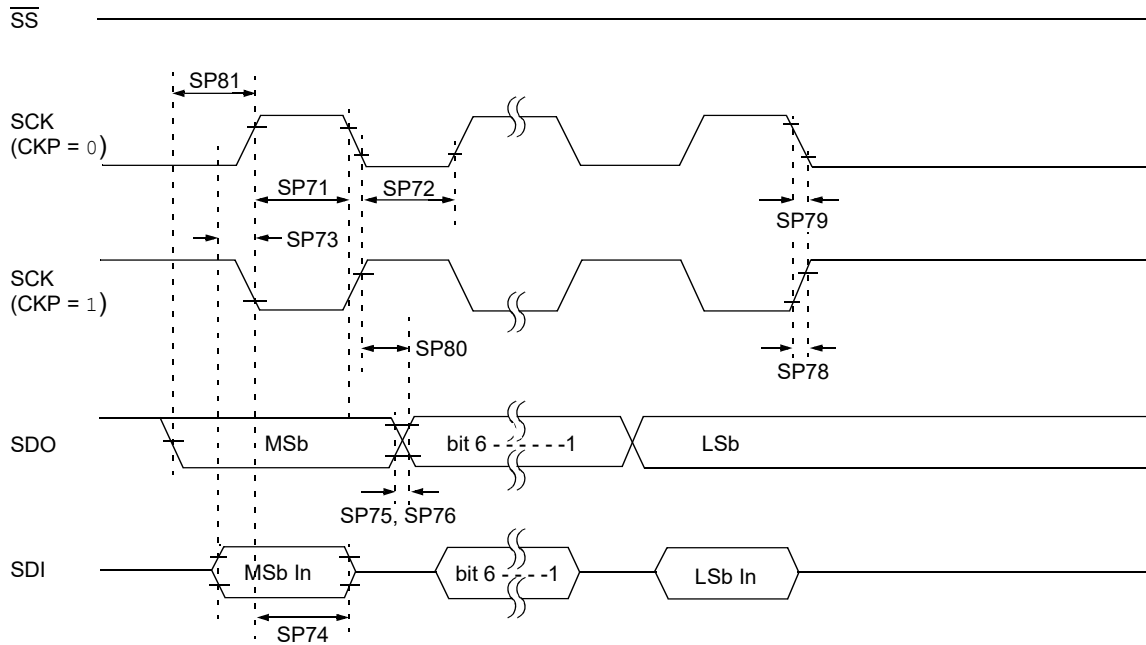 SS
SP81
SCK
(CKP = 0)
SP71
SP72
SP79
SP73
SCK
(CKP = 1)
SP80
SP78
SDO
MSb
bit 6 - - - - - - -1
LSb
SP75, SP76
SDI
MSb In
bit 6 - - - - -1
LSb In
SP74